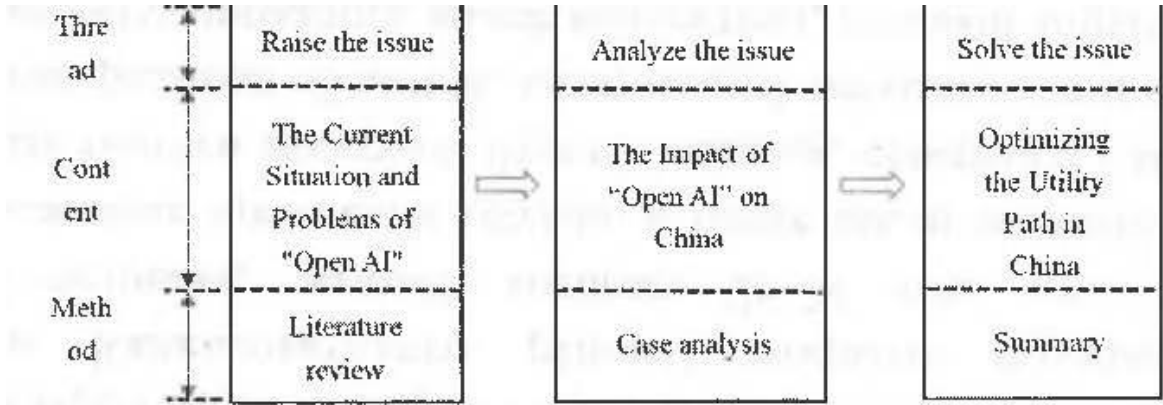 Thre
ad
Raise the issue
Analyze the issue
Solve the issue
Cont
ent
The Current
Situation and
Problems of
"Open AI"
The Impact of
“Open AI” on
China
Optimizing
the Utility
Path in
China
Meth
od
Literature
review
Case analysis
Summary